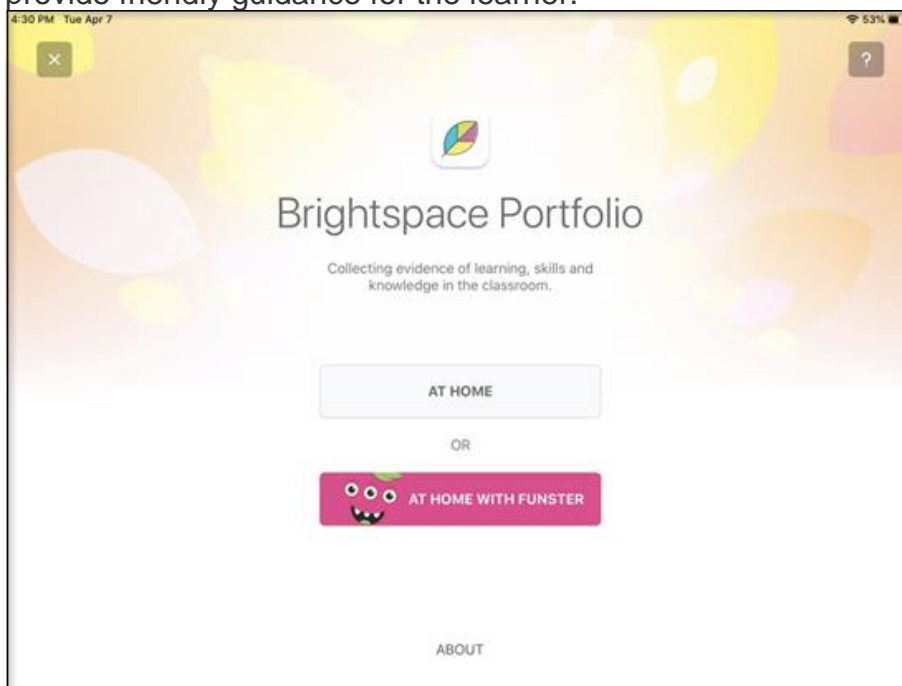 provide friendly guidance for the learner.
4:30 PM Tue Apr 7
53%
×
?
Brightspace Portfolio
Collecting evidence of learning, skills and
knowledge in the classroom.
AT HOME
OR
AT HOME WITH FUNSTER
ABOUT